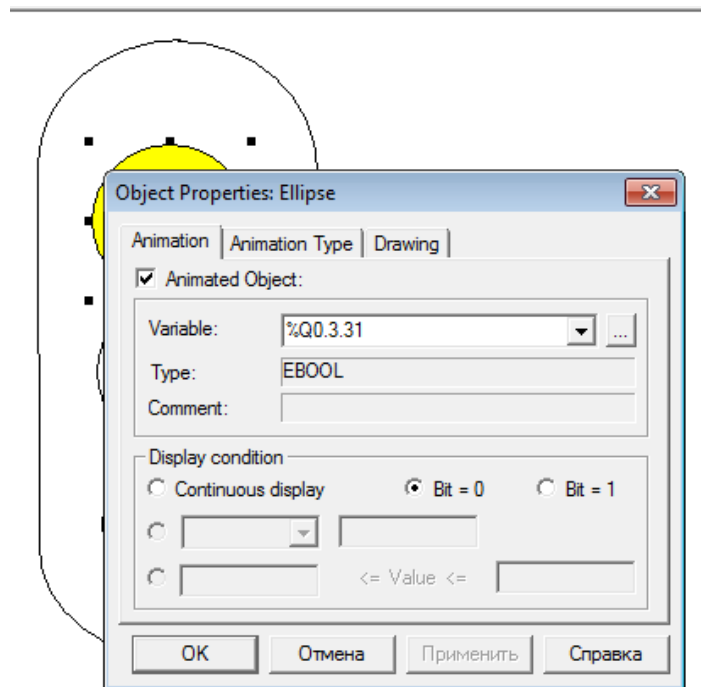 Object Properties: Ellipse
Animation Animation Type Drawing
Animated Object:
Variable: %Q0.3.31 ...
Type: EBOOL
Comment:
Display condition
Continuous display Bit = 0 Bit = 1
<= Value <=
OK Отмена Применить Справка